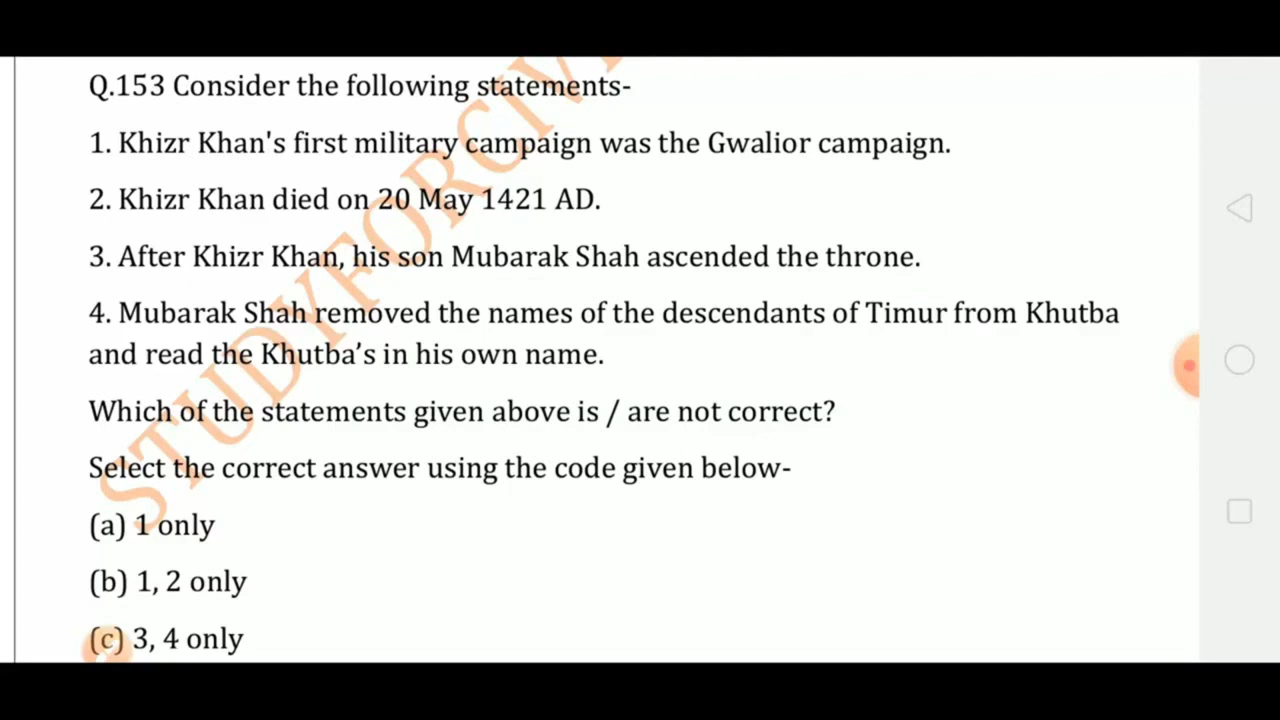 Q.153 Consider the following statements-
1. Khizr Khan's first military campaign was the Gwalior campaign.
2. Khizr Khan died on 20 May 1421 AD.
3. After Khizr Khan, his son Mubarak Shah ascended the throne.
4. Mubarak Shah removed the names of the descendants of Timur from Khutba
and read the Khutba’s in his own name.
Which of the statements given above is / are not correct?
Select the correct answer using the code given below-
(a) 1 only
(b) 1, 2 only
(c) 3, 4 only
STUDYFORCIVI